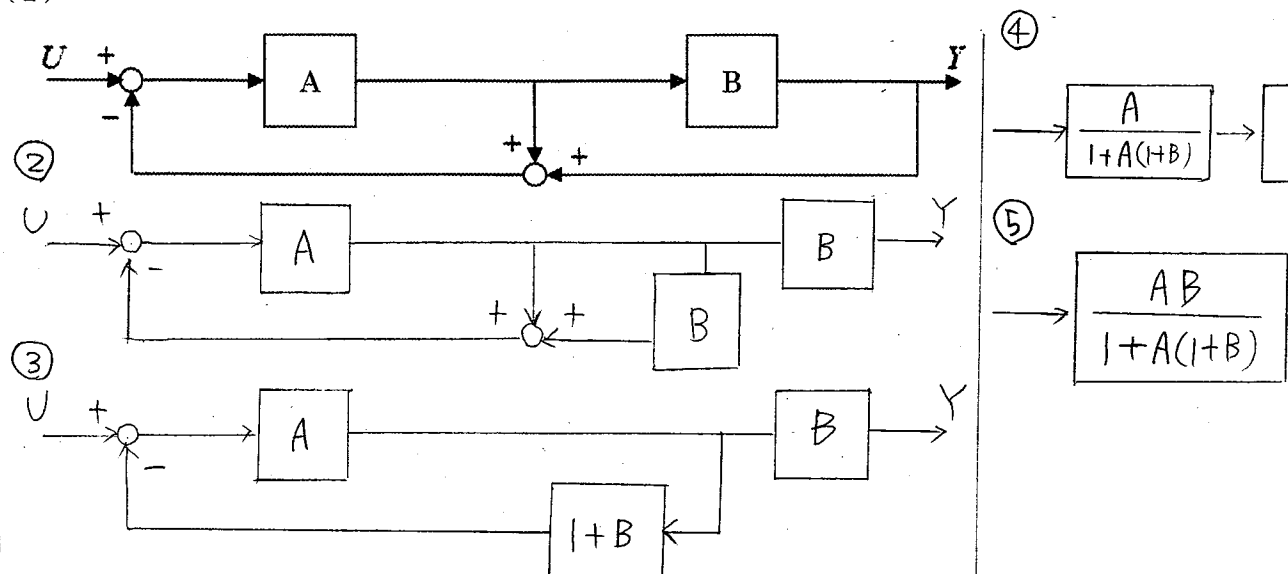 U + A B Y
− + +
②
U + A B Y
− + + B
③
U + A B Y
− 1+B
④
A
1+A(1+B)
⑤
AB
1+A(1+B)